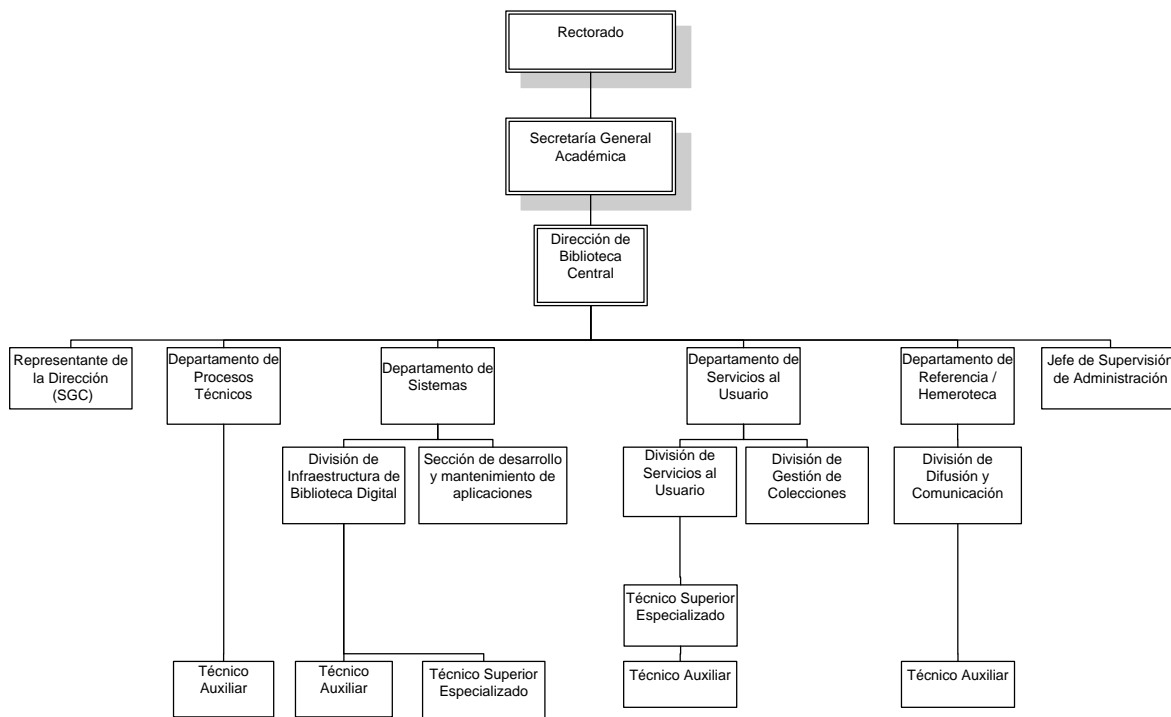 Rectorado
Secretaría General
Académica
Dirección de
Biblioteca
Central
Representante de
la Dirección
(SGC)
Departamento de
Procesos
Técnicos
Departamento de
Sistemas
Departamento de
Servicios al
Usuario
Departamento de
Referencia /
Hemeroteca
Jefe de Supervisión
de Administración
División de
Infraestructura de
Biblioteca Digital
Sección de desarrollo
y mantenimiento de
aplicaciones
División de
Servicios al
Usuario
División de
Gestión de
Colecciones
División de
Difusión y
Comunicación
Técnico Superior
Especializado
Técnico
Auxiliar
Técnico
Auxiliar
Técnico Superior
Especializado
Técnico Auxiliar
Técnico Auxiliar